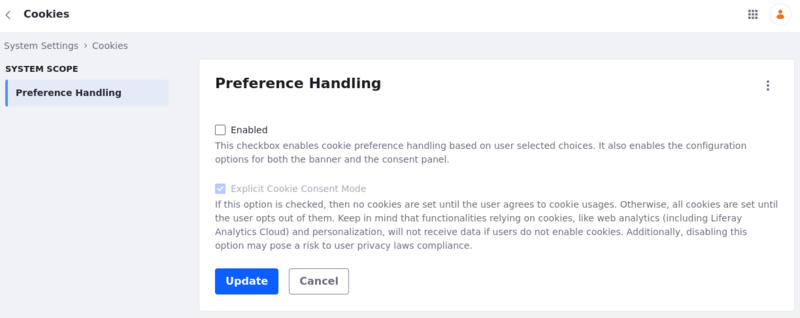 Cookies
System Settings > Cookies
SYSTEM SCOPE
Preference Handling
Preference Handling
Enabled
This checkbox enables cookie preference handling based on user selected choices. It also enables the configuration
options for both the banner and the consent panel.
Explicit Cookie Consent Mode
If this option is checked, then no cookies are set until the user agrees to cookie usages. Otherwise, all cookies are set until
the user opts out of them. Keep in mind that functionalities relying on cookies, like web analytics (including Liferay
Analytics Cloud) and personalization, will not receive data if users do not enable cookies. Additionally, disabling this
option may pose a risk to user privacy laws compliance.
Update Cancel